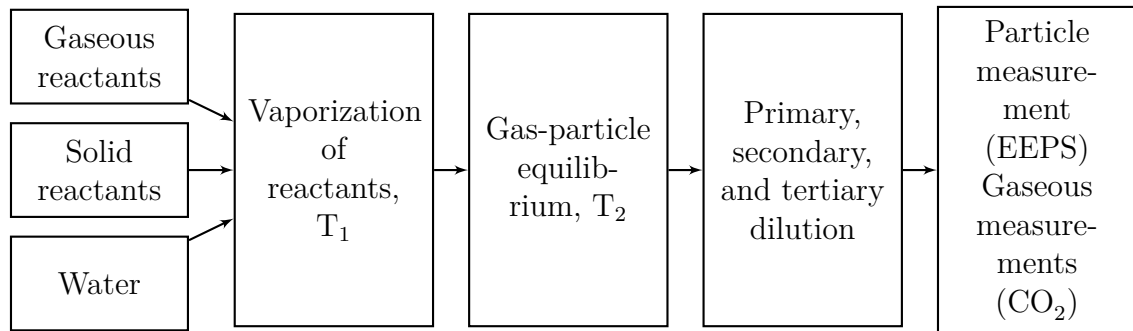 Gaseous
reactants
Solid
reactants
Water
Vaporization
of
reactants,
T₁
Gas-particle
equilib-
rium, T₂
Primary,
secondary,
and tertiary
dilution
Particle
measure-
ment
(EEPS)
Gaseous
measure-
ments
(CO₂)